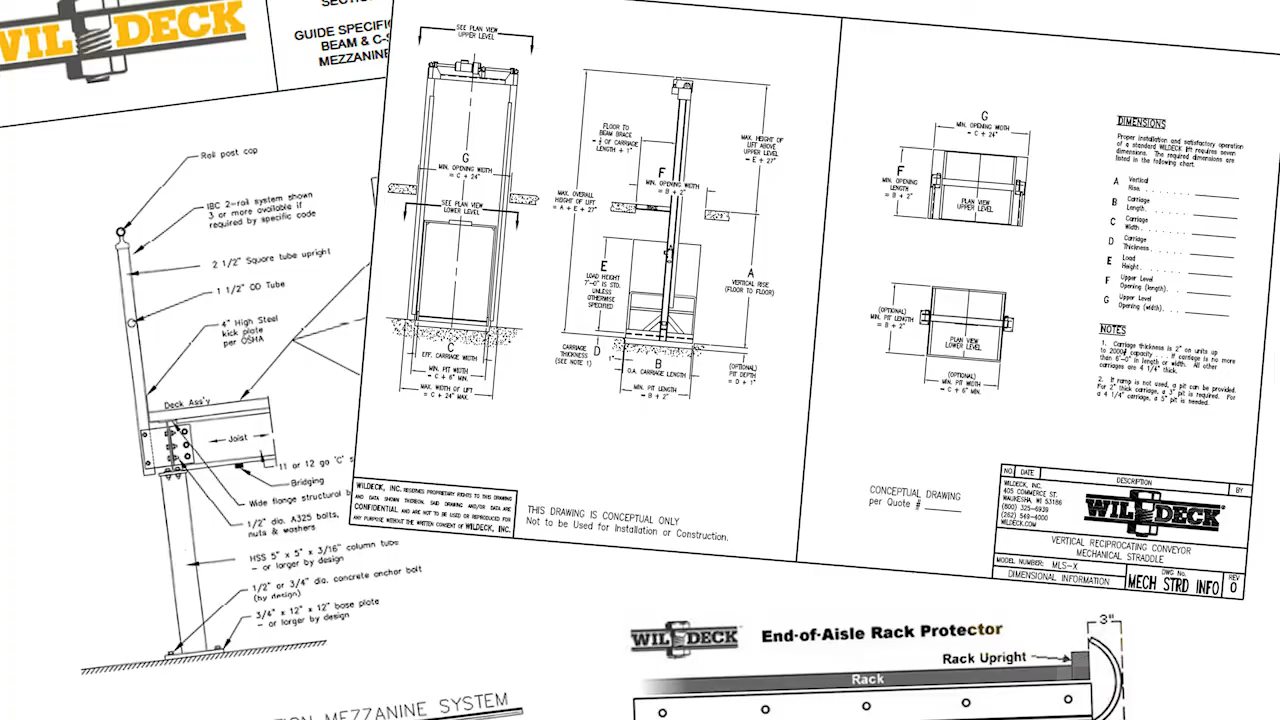 WILDECK
GUIDE SPECIFI
BEAM & C-S
MEZZANINE
Roll post cap
IBC 2-rail system shown
3 or more available if
required by specific code
2 1/2" Square tube upright
1 1/2" OD Tube
4" High Steel
kick plate
per OSHA
Deck Ass'y
Joist
11 or 12 ga "C" s
Bridging
Wide flange structural b
1/2" dia. A325 bolts,
nuts & washers
HSS 5" x 5" x 3/16" column tube
- or larger by design
1/2" or 3/4" dia. concrete anchor bolt
(by design)
3/4" x 12" x 12" base plate
- or larger by design
MEZZANINE SYSTEM
SEE PLAN VIEW
UPPER LEVEL
G
MIN. OPENING WIDTH
= C + 24"
SEE PLAN VIEW
LOWER LEVEL
C
EFF. CARRIAGE WIDTH
MIN. PIT WIDTH
- C + 6" MIN.
MAX. WIDTH OF LIFT
= C + 24" MAX.
FLOOR TO
BEAM BRACE
OF CARRIAGE
LENGTH + 1"
MAX. HEIGHT OF
LIFT ABOVE
UPPER LEVEL
- E + 27"
F
MIN. OPENING WIDTH
= B + 2"
MAX. OVERALL
HEIGHT OF LIFT
= A + E + 27"
E
LOAD HEIGHT
7'-0" IS STD.
UNLESS
OTHERWISE
SPECIFIED
A
VERTICAL RISE
(FLOOR TO FLOOR)
CARRIAGE
THICKNESS
(SEE NOTE 1)
D
1"
B
O.A. CARRIAGE LENGTH
MIN. PIT LENGTH
- B + 2"
(OPTIONAL)
PIT DEPTH
= D + 1"
WILDECK, INC. RESERVES PROPRIETARY RIGHTS TO THIS DRAWING
AND DATA SHOWN THEREON. SAID DRAWING AND/OR DATA ARE
CONFIDENTIAL AND ARE NOT TO BE USED OR REPRODUCED FOR
ANY PURPOSE WITHOUT THE WRITTEN CONSENT OF WILDECK, INC.
THIS DRAWING IS CONCEPTUAL ONLY
Not to be Used for Installation or Construction.
G
MIN. OPENING WIDTH
- C + 24"
F
MIN. OPENING
LENGTH
= B + 2"
PLAN VIEW
UPPER LEVEL
(OPTIONAL)
MIN. PIT LENGTH
= B + 2"
PLAN VIEW
LOWER LEVEL
(OPTIONAL)
MIN. PIT WIDTH
- C + 6" MIN.
DIMENSIONS
Proper installation and satisfactory operation
of a standard WILDECK lift requires seven
dimensions. The required dimensions are
listed in the following chart.
A Vertical
Rise.
B Carriage
Length.
C Carriage
Width.
D Carriage
Thickness.
E Load
Height.
F Upper Level
Opening (length).
G Upper Level
Opening (width).
NOTES
1. Carriage thickness is 2" on units up
to 2000# capacity . . . if carriage is no more
than 6'-0" in length or width. All other
carriages are 4 1/4" thick.
2. If ramp is not used, a pit can be provided.
For 2" thick carriage, a 3" pit is required. For
a 4 1/4" carriage, a 5" pit is needed.
CONCEPTUAL DRAWING
per Quote #
NO. DATE DESCRIPTION BY
WILDECK, INC.
405 COMMERCE ST.
WAUKESHA, WI 53186
(800) 325-6939
(262) 549-4000
WILDECK.COM
WILDECK
VERTICAL RECIPROCATING CONVEYOR
MECHANICAL STRADDLE
MODEL NUMBER: MLS-X
DIMENSIONAL INFORMATION
DWG No.
MECH STRD INFO
REV
0
WILDECK End-of-Aisle Rack Protector
3"
Rack Upright
Rack